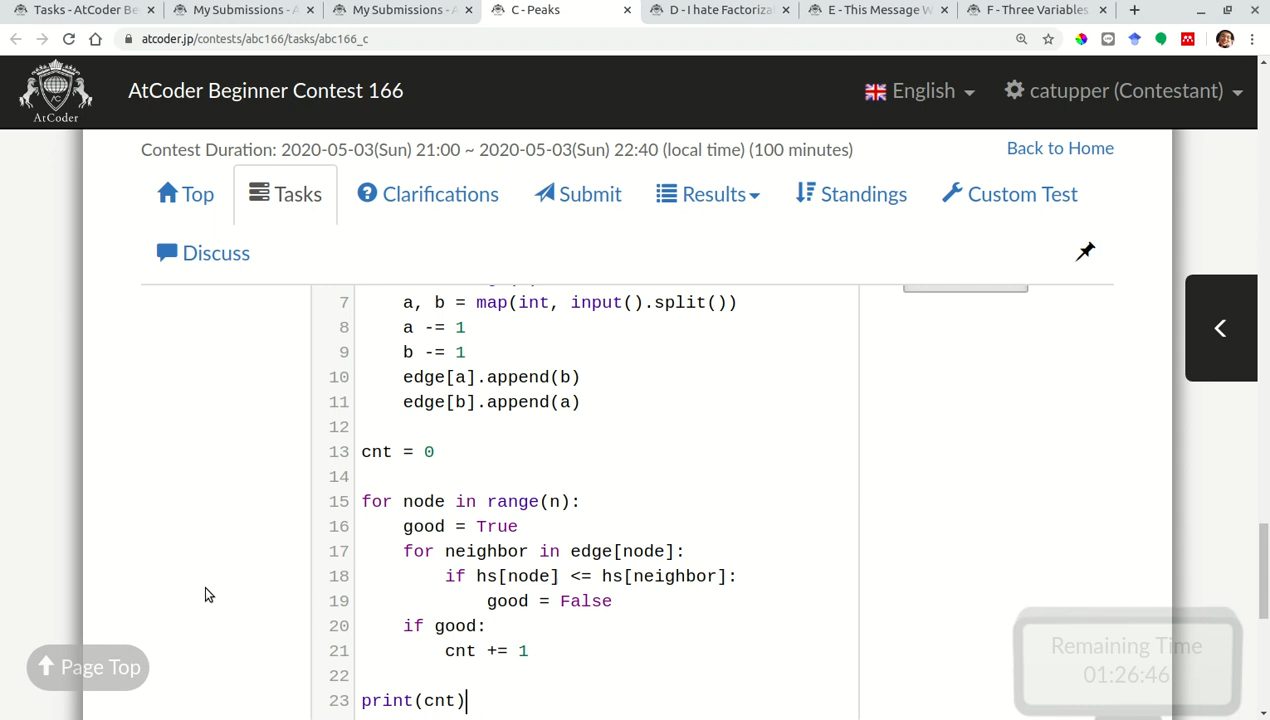 Tasks - AtCoder Be
My Submissions - A
My Submissions - A
C - Peaks
D - I hate Factoriza
E - This Message W
F - Three Variables
atcoder.jp/contests/abc166/tasks/abc166_c
AtCoder
AtCoder Beginner Contest 166
English
catupper (Contestant)
Contest Duration: 2020-05-03(Sun) 21:00 ~ 2020-05-03(Sun) 22:40 (local time) (100 minutes)
Back to Home
Top
Tasks
Clarifications
Submit
Results
Standings
Custom Test
Discuss
7 a, b = map(int, input().split())
8 a -= 1
9 b -= 1
10 edge[a].append(b)
11 edge[b].append(a)
12
13 cnt = 0
14
15 for node in range(n):
16 good = True
17 for neighbor in edge[node]:
18 if hs[node] <= hs[neighbor]:
19 good = False
20 if good:
21 cnt += 1
22
23 print(cnt)
Page Top
Remaining Time
01:26:46